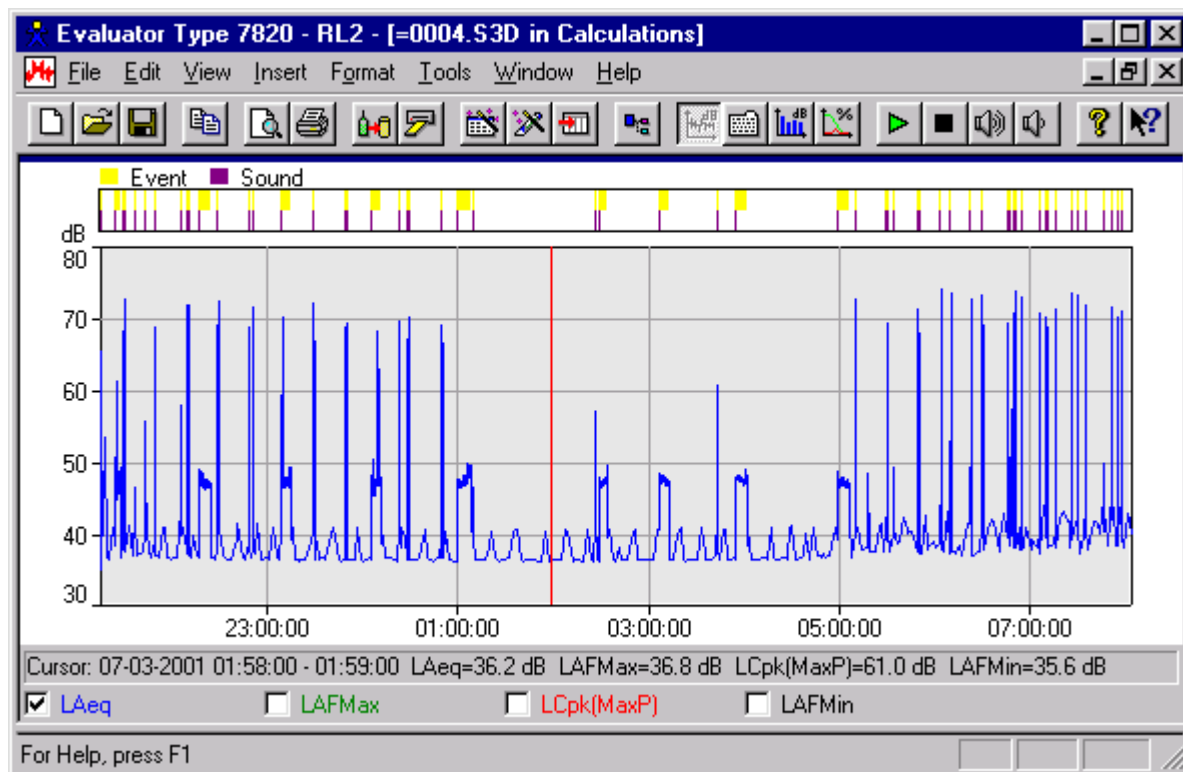 Evaluator Type 7820 - RL2 - [=0004.S3D in Calculations]
File Edit View Insert Format Tools Window Help
Event Sound
dB
80
70
60
50
40
30
23:00:00 01:00:00 03:00:00 05:00:00 07:00:00
Cursor: 07-03-2001 01:58:00 - 01:59:00 LAeq=36.2 dB LAFMax=36.8 dB LCpk(MaxP)=61.0 dB LAFMin=35.6 dB
LAeq LAFMax LCpk(MaxP) LAFMin
For Help, press F1